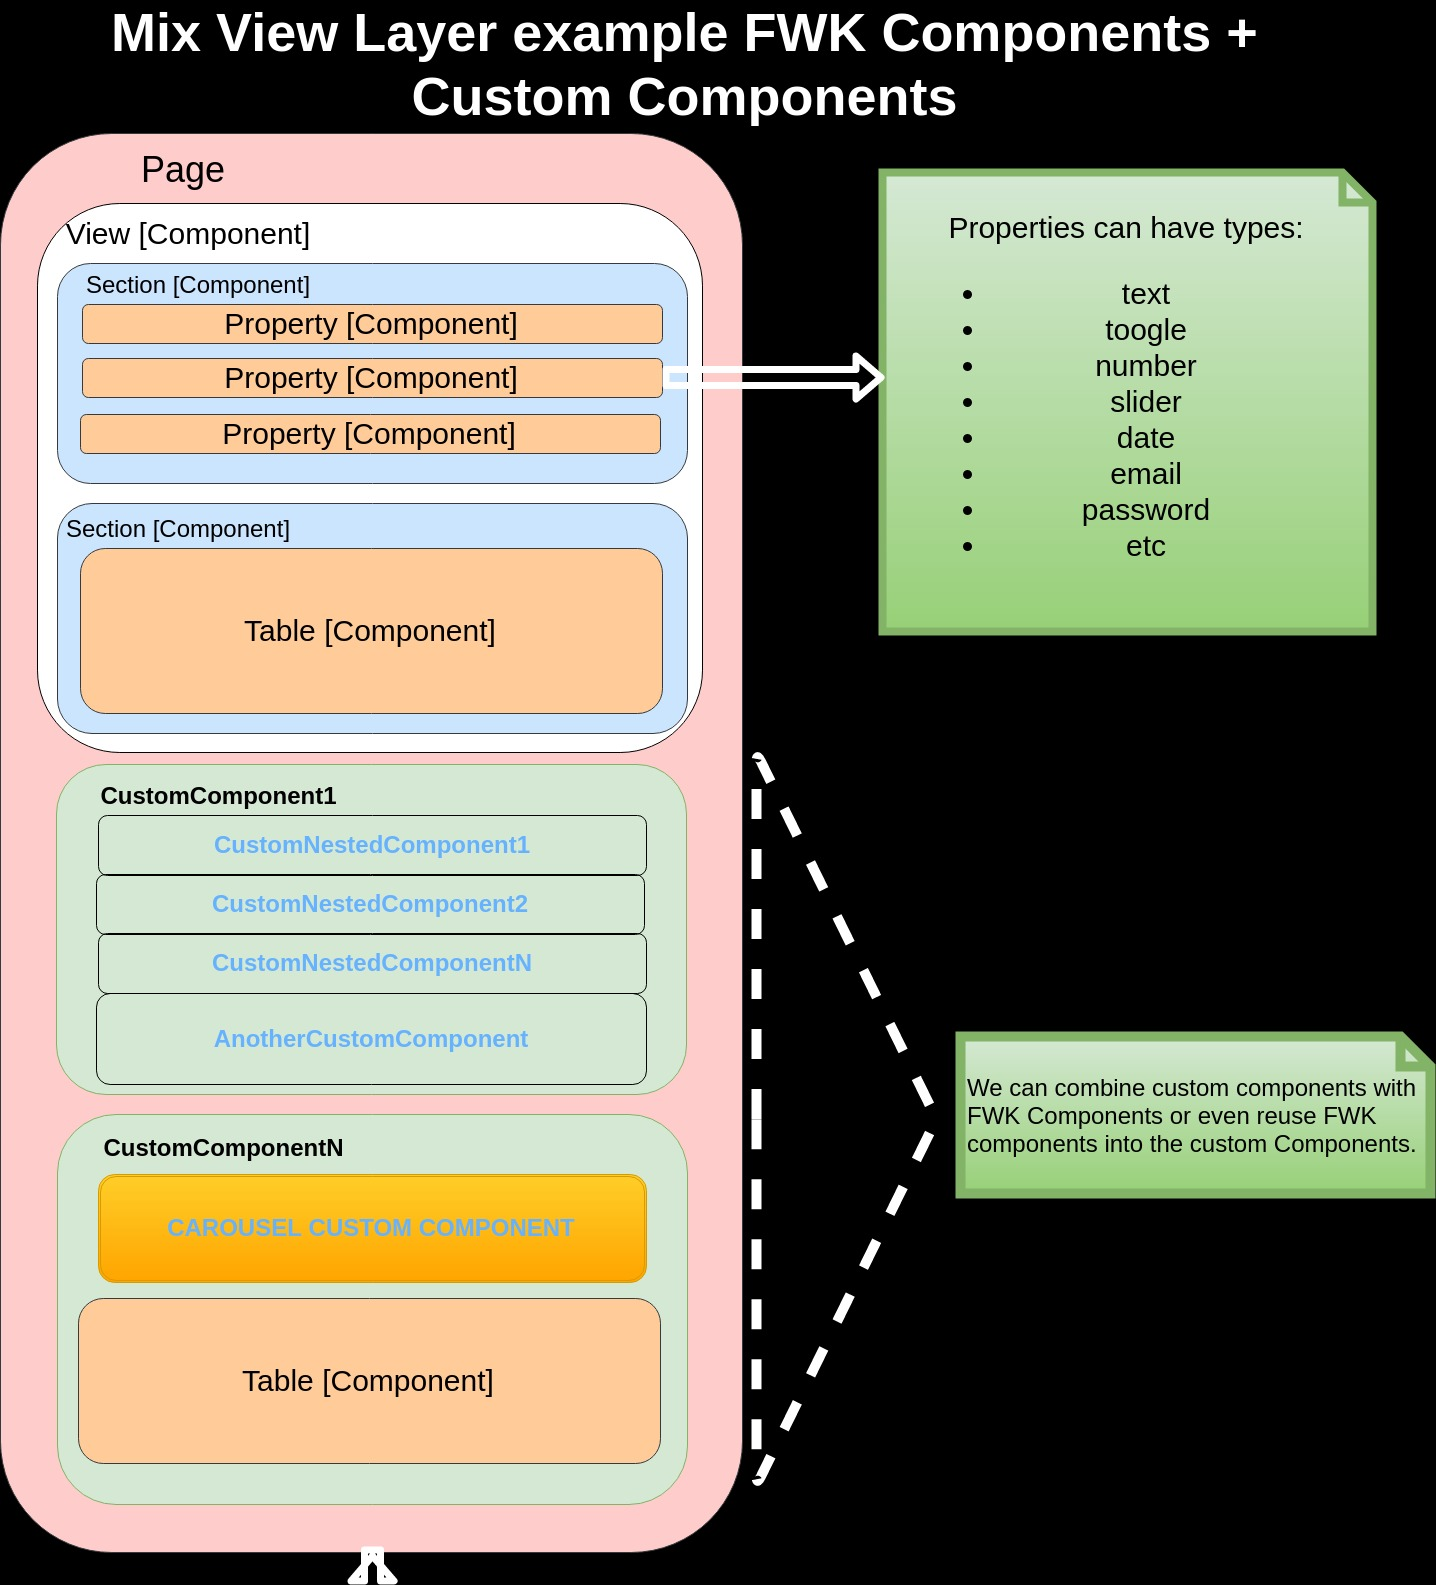 Mix View Layer example FWK Components +
Custom Components
Page
View [Component]
Section [Component]
Property [Component]
Property [Component]
Property [Component]
Section [Component]
Table [Component]
Properties can have types:
text
toogle
number
slider
date
email
password
etc
CustomComponent1
CustomNestedComponent1
CustomNestedComponent2
CustomNestedComponentN
AnotherCustomComponent
We can combine custom components with
FWK Components or even reuse FWK
components into the custom Components.
CustomComponentN
CAROUSEL CUSTOM COMPONENT
Table [Component]